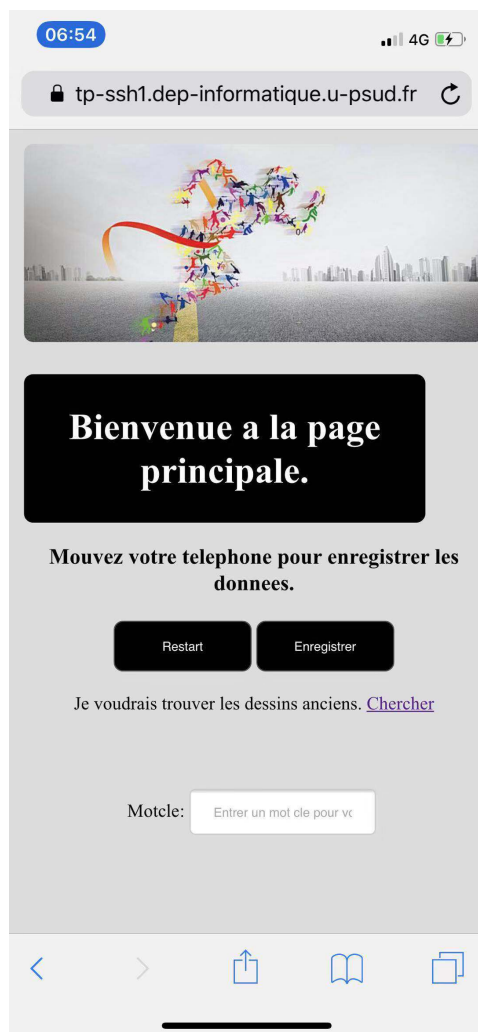 06:54
4G
tp-ssh1.dep-informatique.u-psud.fr
Bienvenue a la page
principale.
Mouvez votre telephone pour enregistrer les
donnees.
Restart
Enregistrer
Je voudrais trouver les dessins anciens. Chercher
Motcle:
Entrer un mot cle pour vo